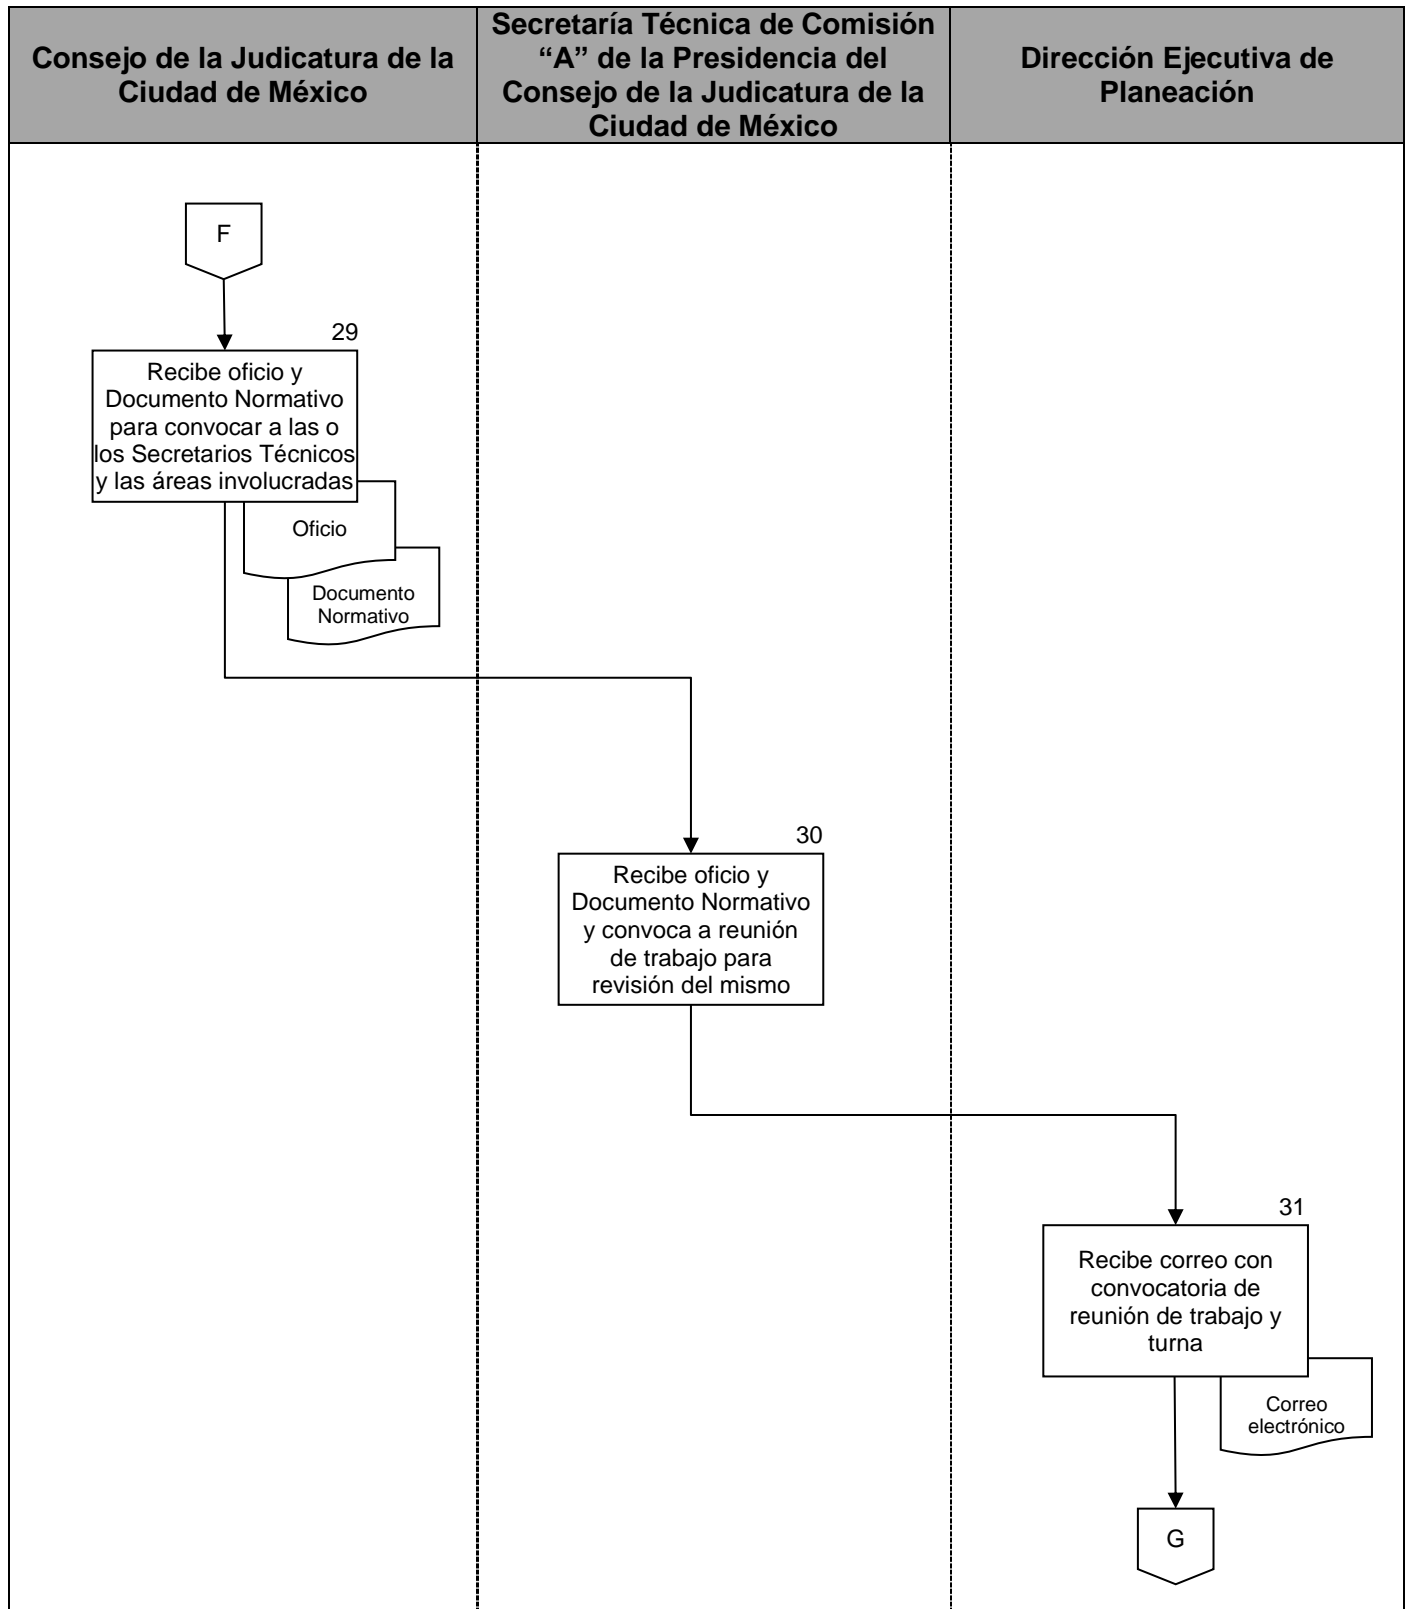 Consejo de la Judicatura de la
Ciudad de México
Secretaría Técnica de Comisión
“A” de la Presidencia del
Consejo de la Judicatura de la
Ciudad de México
Dirección Ejecutiva de
Planeación
F
29
Recibe oficio y
Documento Normativo
para convocar a las o
los Secretarios Técnicos
y las áreas involucradas
Oficio
Documento
Normativo
30
Recibe oficio y
Documento Normativo
y convoca a reunión
de trabajo para
revisión del mismo
31
Recibe correo con
convocatoria de
reunión de trabajo y
turna
Correo
electrónico
G